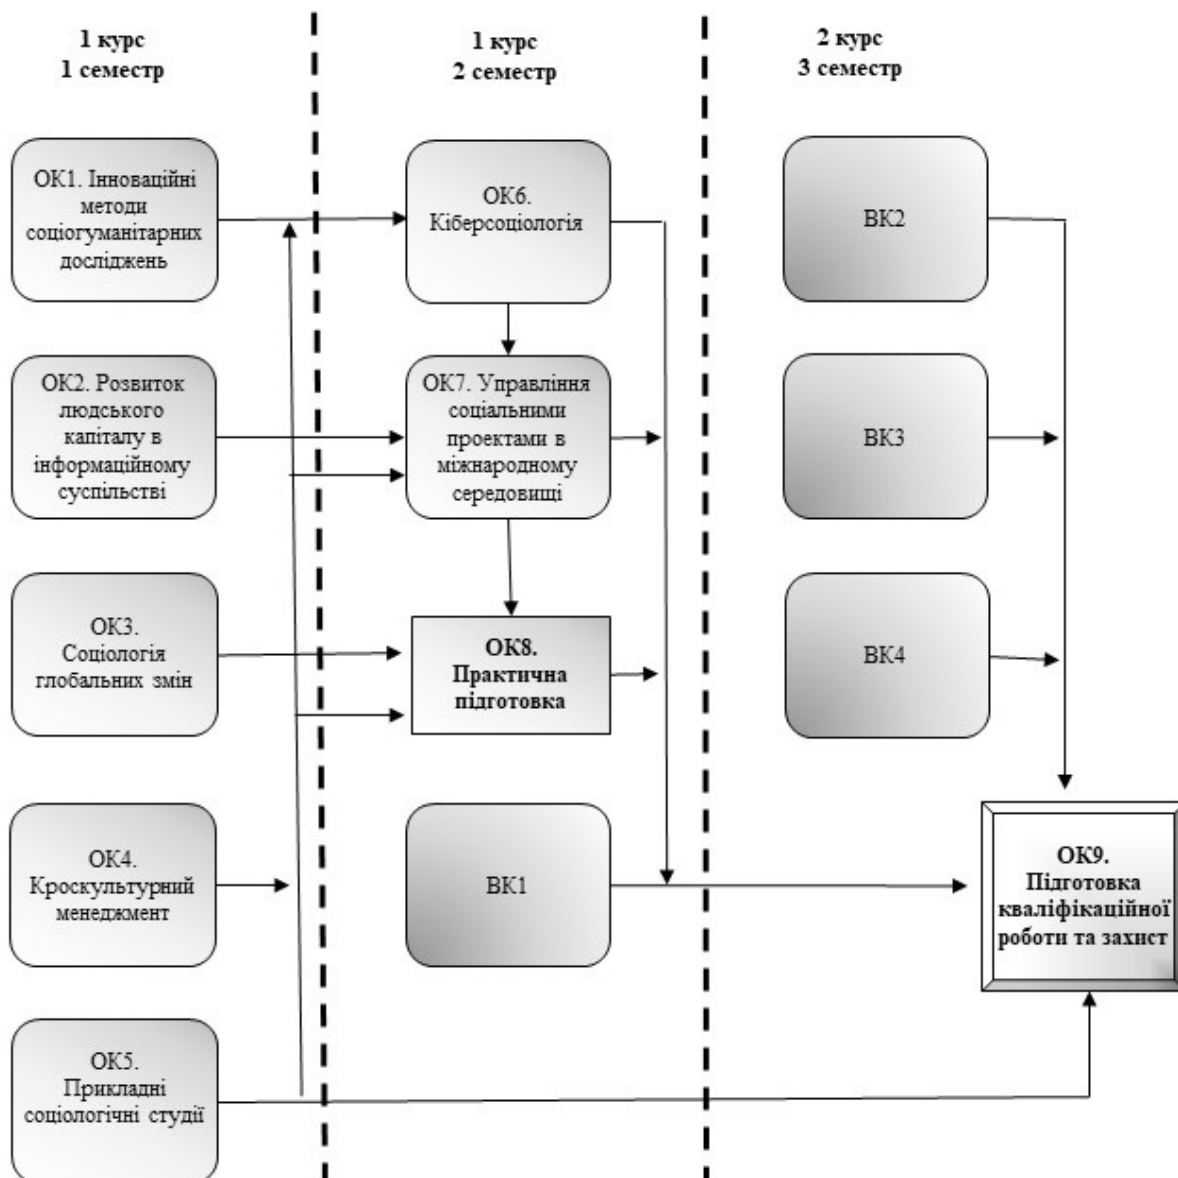 1 курс
1 семестр
1 курс
2 семестр
2 курс
3 семестр
ОК1. Інноваційні
методи
соціогуманітарних
досліджень
ОК6.
Кіберсоціологія
ВК2
ОК2. Розвиток
людського
капіталу в
інформаційному
суспільстві
ОК7. Управління
соціальними
проектами в
міжнародному
середовищі
ВК3
ОК3.
Соціологія
глобальних змін
ОК8.
Практична
підготовка
ВК4
ОК4.
Кроскультурний
менеджмент
ВК1
ОК9.
Підготовка
кваліфікаційної
роботи та захист
ОК5.
Прикладні
соціологічні студії